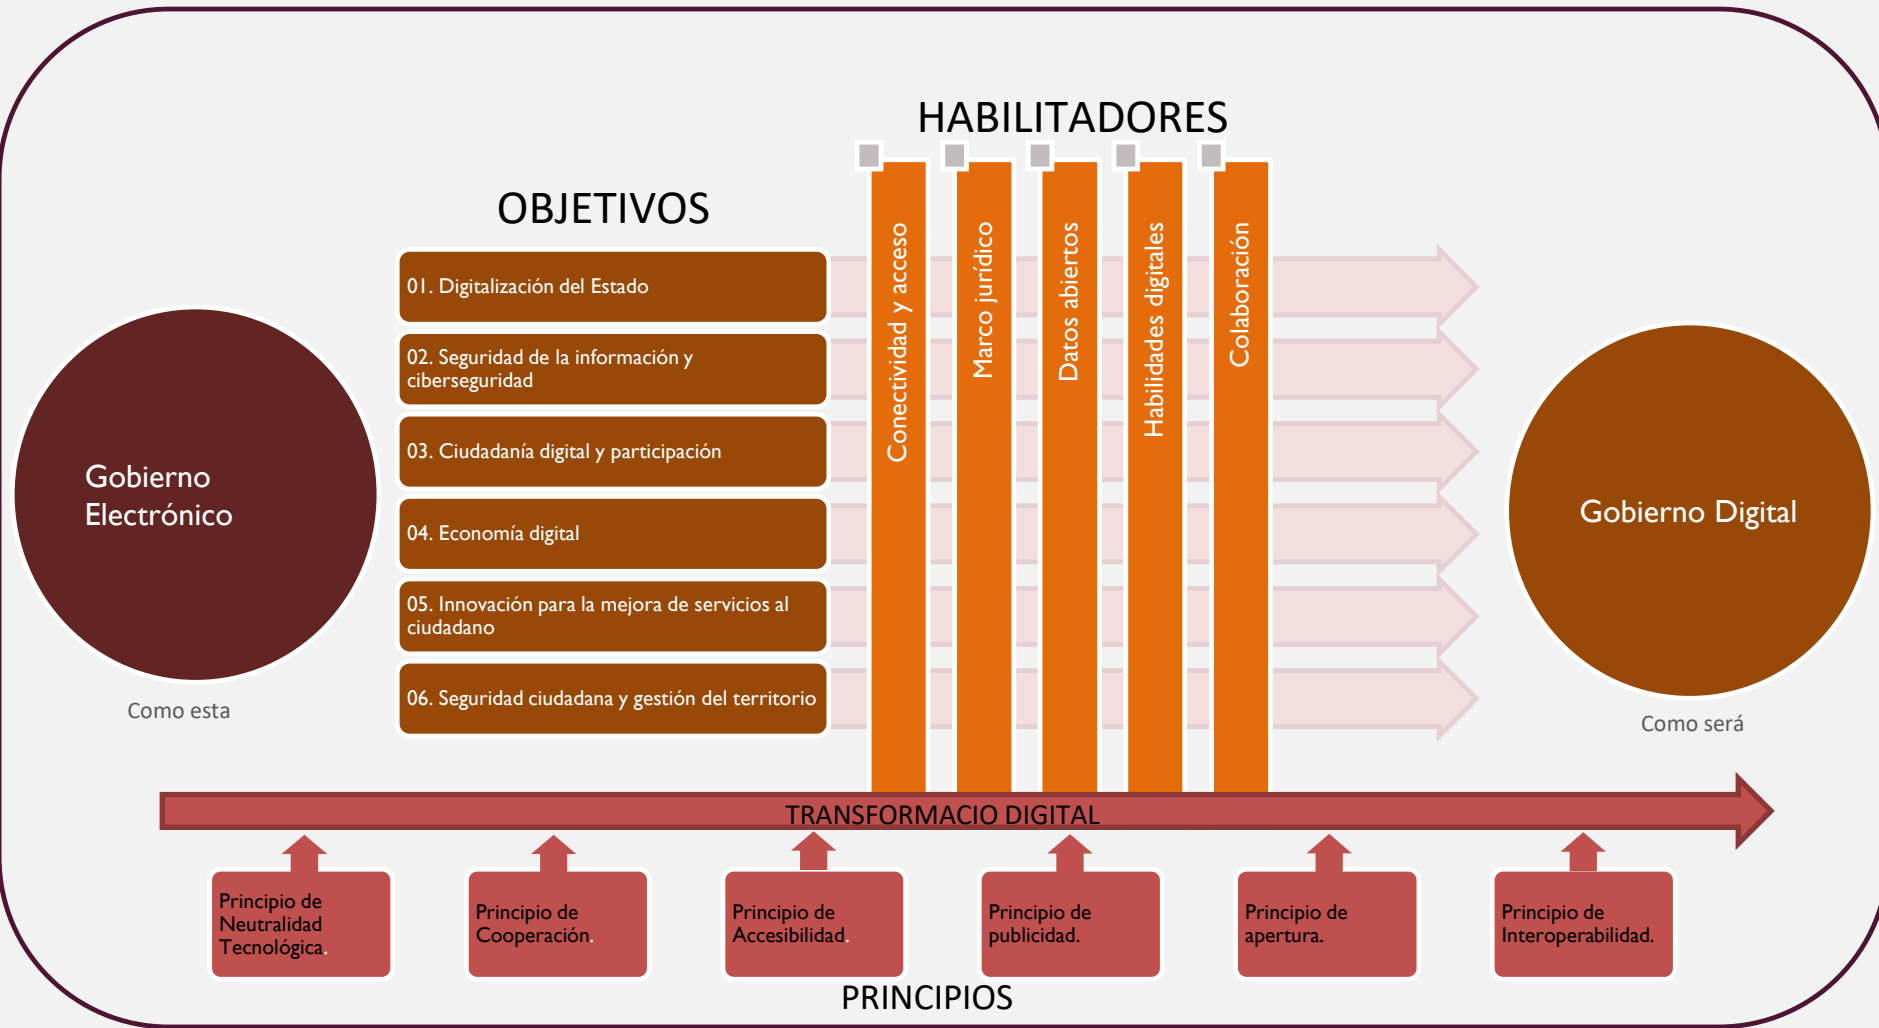 HABILITADORES
OBJETIVOS
01. Digitalización del Estado
02. Seguridad de la información y
ciberseguridad
03. Ciudadanía digital y participación
04. Economía digital
05. Innovación para la mejora de servicios al
ciudadano
06. Seguridad ciudadana y gestión del territorio
Conectividad y acceso
Marco jurídico
Datos abiertos
Habilidades digitales
Colaboración
Gobierno
Electrónico
Como esta
Gobierno Digital
Como será
TRANSFORMACIO DIGITAL
Principio de
Neutralidad
Tecnológica.
Principio de
Cooperación.
Principio de
Accesibilidad.
Principio de
publicidad.
Principio de
apertura.
Principio de
Interoperabilidad.
PRINCIPIOS